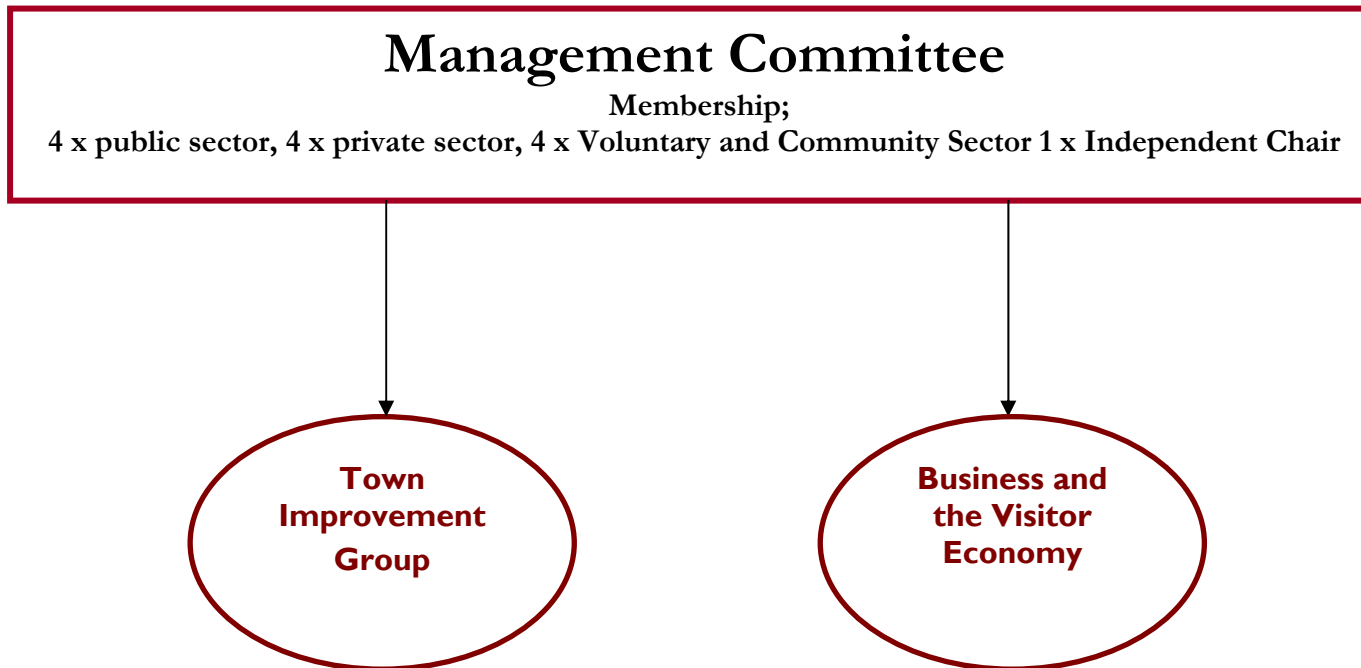 Management Committee
Membership;
4 x public sector, 4 x private sector, 4 x Voluntary and Community Sector 1 x Independent Chair
Town
Improvement
Group
Business and
the Visitor
Economy